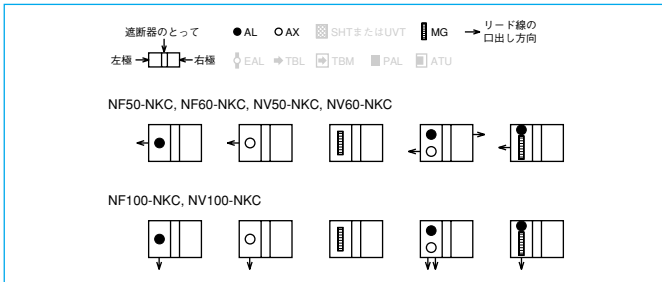 遮断器のとって
AL AX SHTまたはUVT MG リード線の
口出し方向
左極 右極 EAL TBL TBM PAL ATU
NF50-NKC, NF60-NKC, NV50-NKC, NV60-NKC
NF100-NKC, NV100-NKC